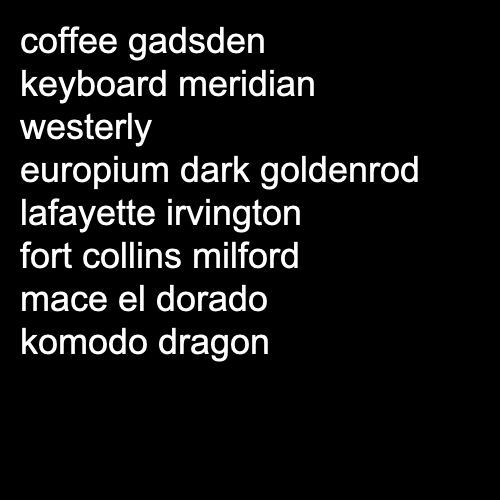 coffee gadsden
keyboard meridian
westerly
europium dark goldenrod
lafayette irvington
fort collins milford
mace el dorado
komodo dragon